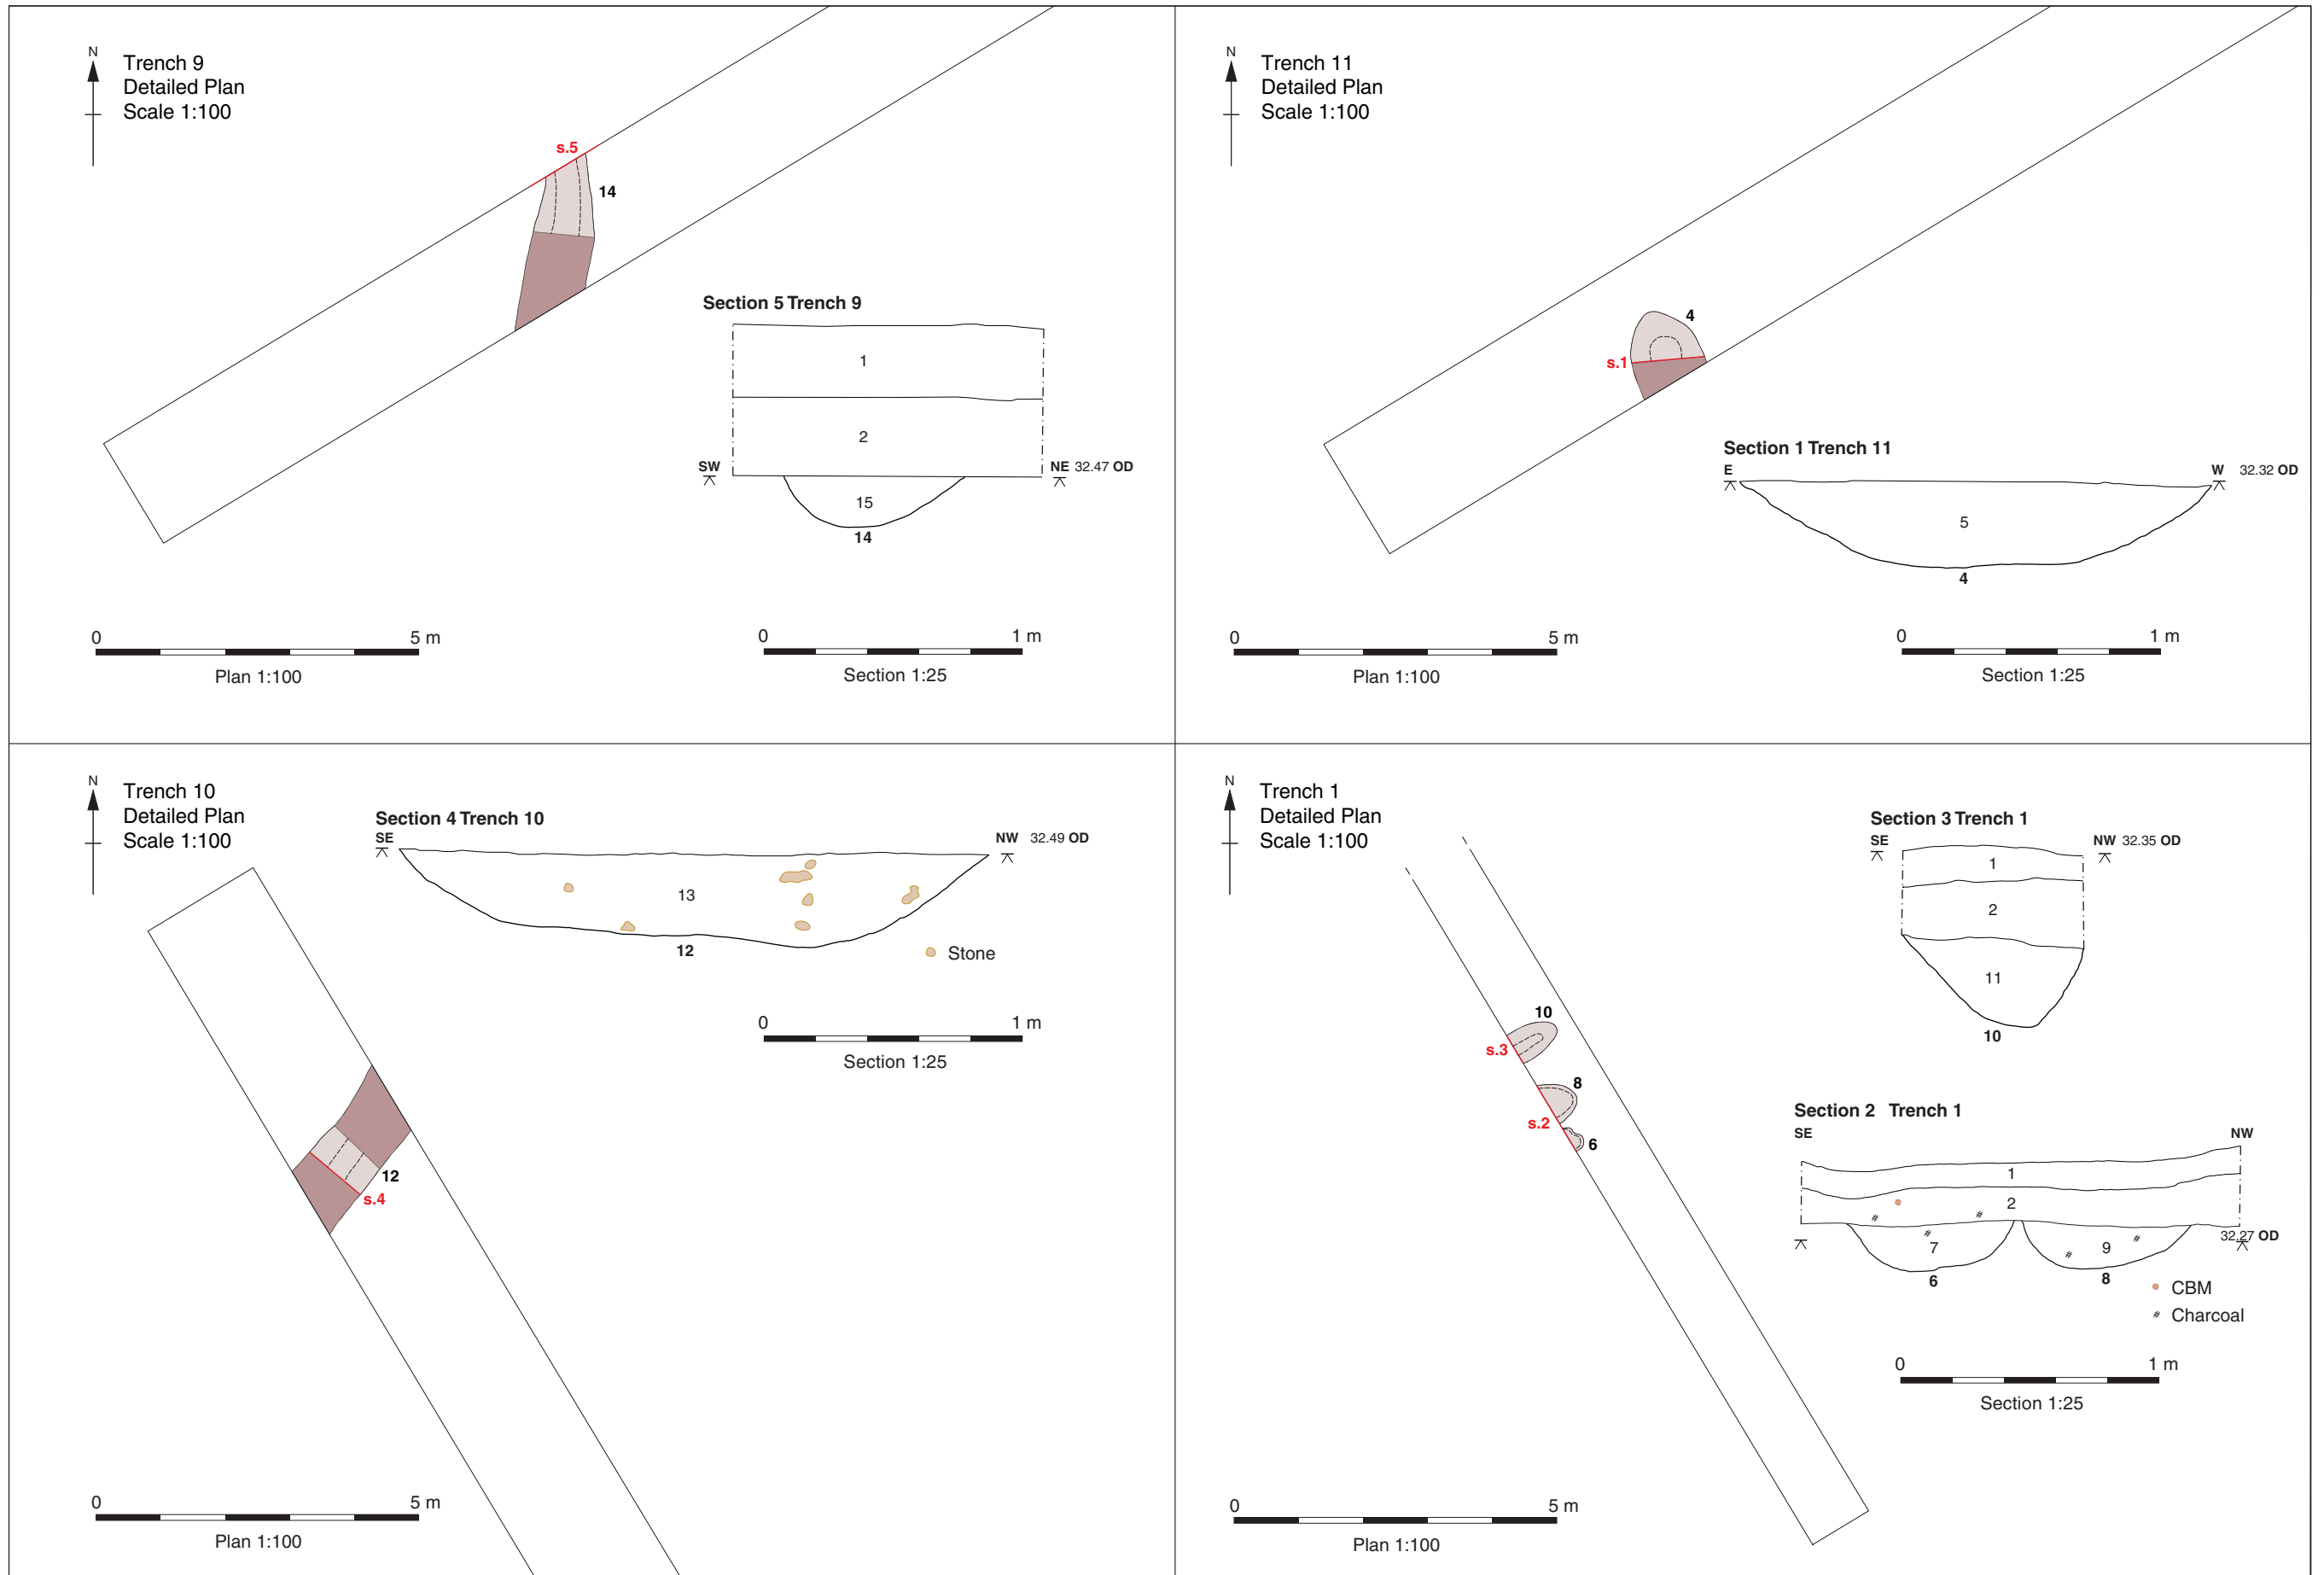 N
Trench 9
Detailed Plan
Scale 1:100
s.5
14
Section 5 Trench 9
1
2
SW
NE 32.47 OD
15
14
0 5 m
Plan 1:100
0 1 m
Section 1:25
N
Trench 11
Detailed Plan
Scale 1:100
4
s.1
Section 1 Trench 11
E
W 32.32 OD
5
4
0 5 m
Plan 1:100
0 1 m
Section 1:25
N
Trench 10
Detailed Plan
Scale 1:100
Section 4 Trench 10
SE
NW 32.49 OD
13
12
Stone
0 1 m
Section 1:25
12
s.4
0 5 m
Plan 1:100
N
Trench 1
Detailed Plan
Scale 1:100
Section 3 Trench 1
SE
NW 32.35 OD
1
2
11
10
10
s.3
8
s.2
6
Section 2 Trench 1
SE
NW
1
2
32.27 OD
7
9
6
8
CBM
Charcoal
0 1 m
Section 1:25
0 5 m
Plan 1:100